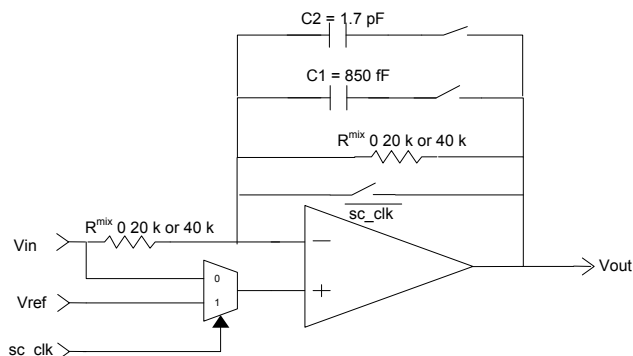 C2 = 1.7 pF
C1 = 850 fF
R^mix 0 20 k or 40 k
sc_clk
R^mix 0 20 k or 40 k
Vin
−
0
Vout
+
Vref
1
sc_clk